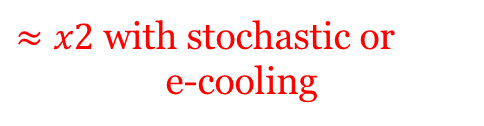 ≈ 𝑥2 with stochastic or
e-cooling